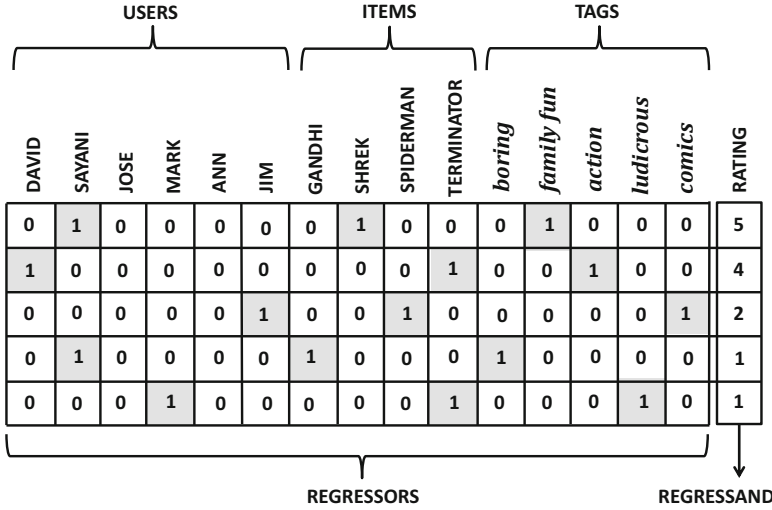 USERS ITEMS TAGS
DAVID SAYANI JOSE MARK ANN JIM GANDHI SHREK SPIDERMAN TERMINATOR boring family fun action ludicrous comics RATING
0 1 0 0 0 0 0 1 0 0 0 1 0 0 0 5
1 0 0 0 0 0 0 0 0 1 0 0 1 0 0 4
0 0 0 0 0 1 0 0 1 0 0 0 0 0 1 2
0 1 0 0 0 0 1 0 0 0 1 0 0 0 0 1
0 0 0 1 0 0 0 0 0 1 0 0 0 1 0 1
REGRESSORS REGRESSAND